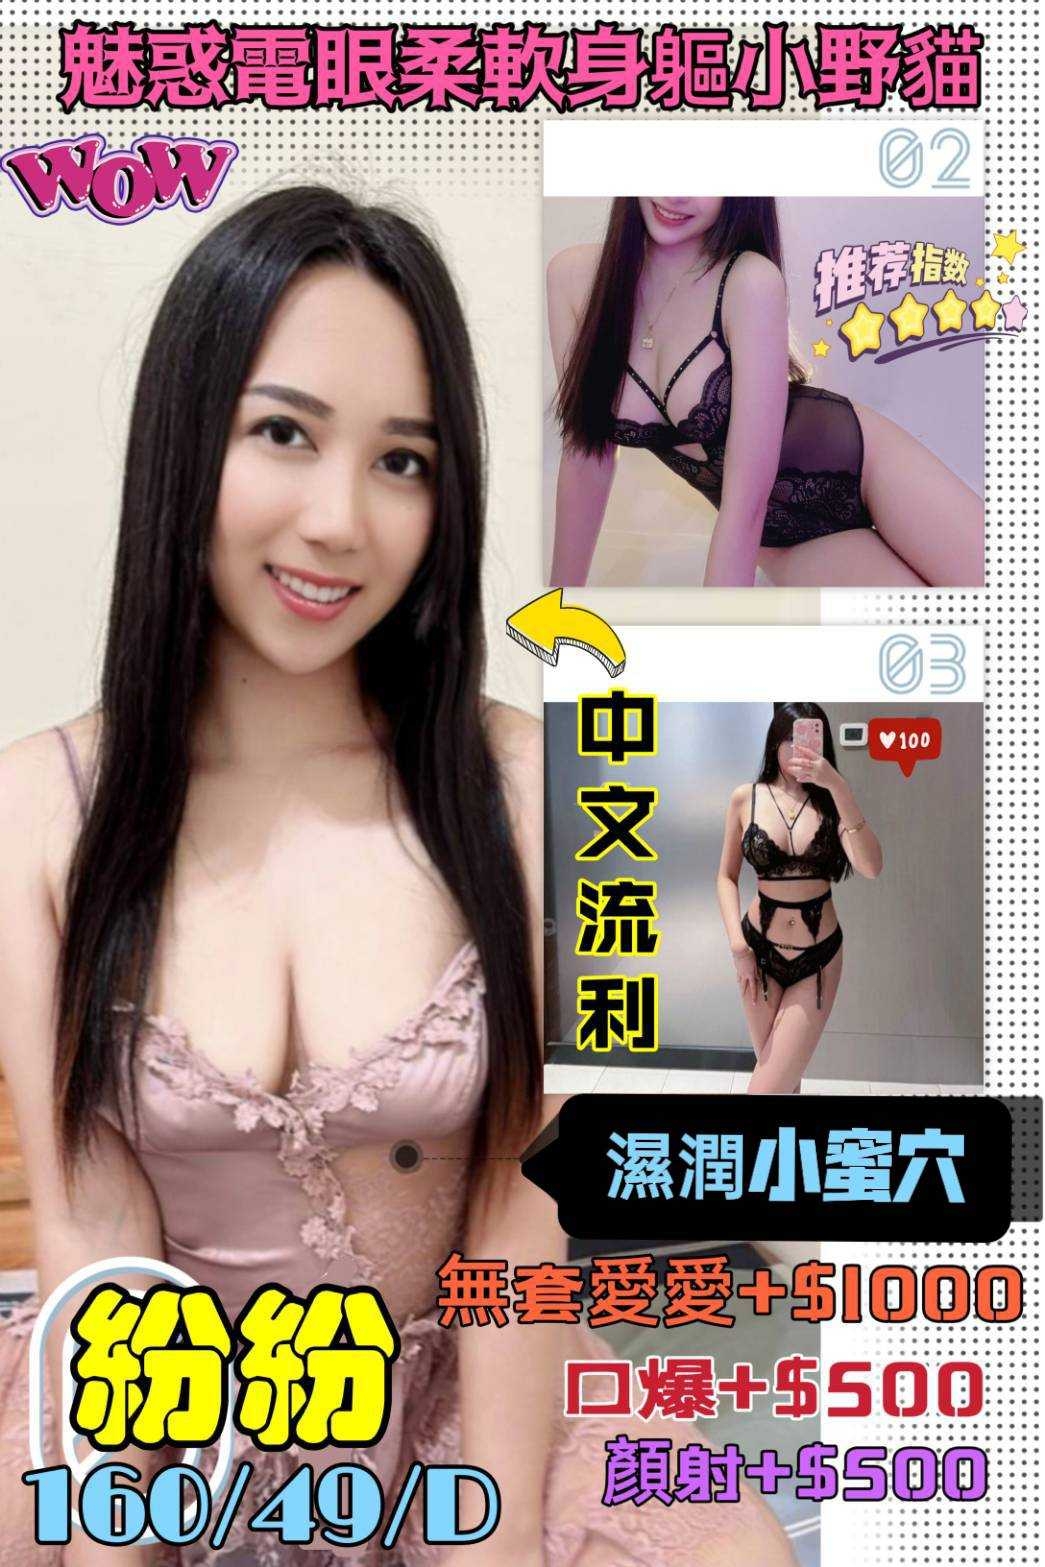 魅惑電眼柔軟身軀小野貓
WOW
02
推荐指数
03
100
中文流利
濕潤小蜜穴
無套愛愛+$1000
口爆+$500
顏射+$500
紛紛
160/49/D